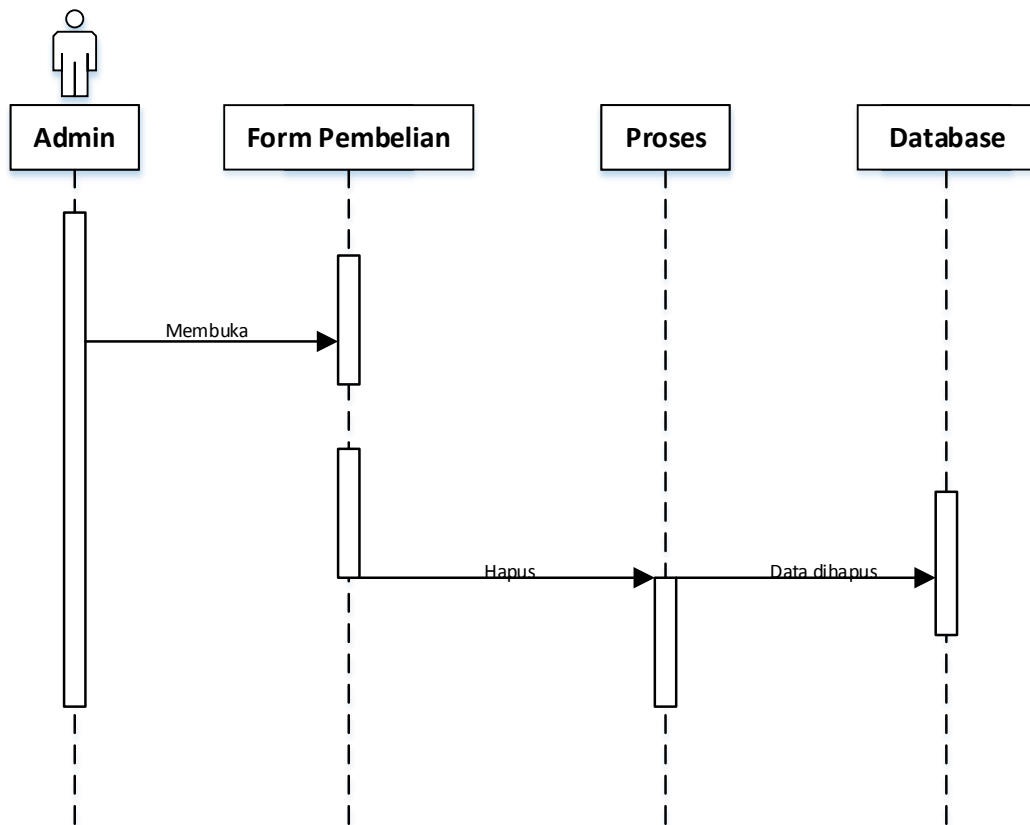 Admin
Form Pembelian
Proses
Database
Membuka
Hapus
Data dihapus